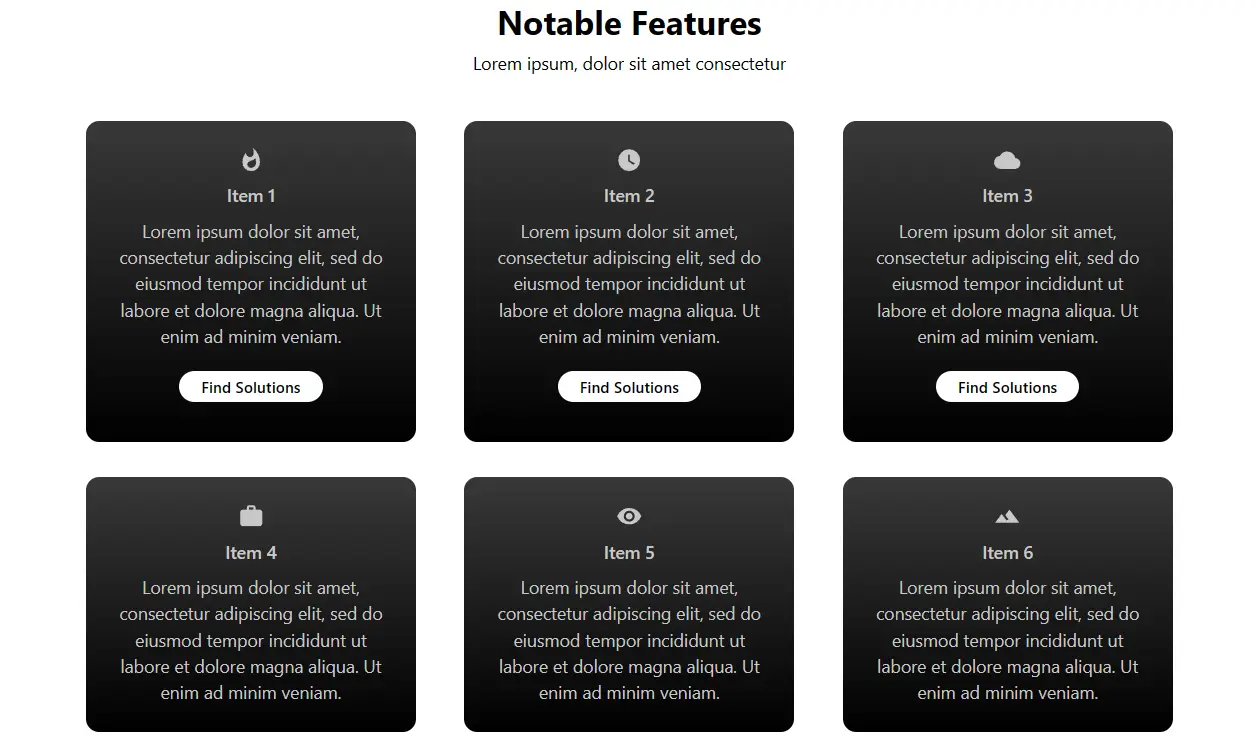 Notable Features
Lorem ipsum, dolor sit amet consectetur
Item 1
Lorem ipsum dolor sit amet,
consectetur adipiscing elit, sed do
eiusmod tempor incididunt ut
labore et dolore magna aliqua. Ut
enim ad minim veniam.
Find Solutions
Item 2
Lorem ipsum dolor sit amet,
consectetur adipiscing elit, sed do
eiusmod tempor incididunt ut
labore et dolore magna aliqua. Ut
enim ad minim veniam.
Find Solutions
Item 3
Lorem ipsum dolor sit amet,
consectetur adipiscing elit, sed do
eiusmod tempor incididunt ut
labore et dolore magna aliqua. Ut
enim ad minim veniam.
Find Solutions
Item 4
Lorem ipsum dolor sit amet,
consectetur adipiscing elit, sed do
eiusmod tempor incididunt ut
labore et dolore magna aliqua. Ut
enim ad minim veniam.
Item 5
Lorem ipsum dolor sit amet,
consectetur adipiscing elit, sed do
eiusmod tempor incididunt ut
labore et dolore magna aliqua. Ut
enim ad minim veniam.
Item 6
Lorem ipsum dolor sit amet,
consectetur adipiscing elit, sed do
eiusmod tempor incididunt ut
labore et dolore magna aliqua. Ut
enim ad minim veniam.